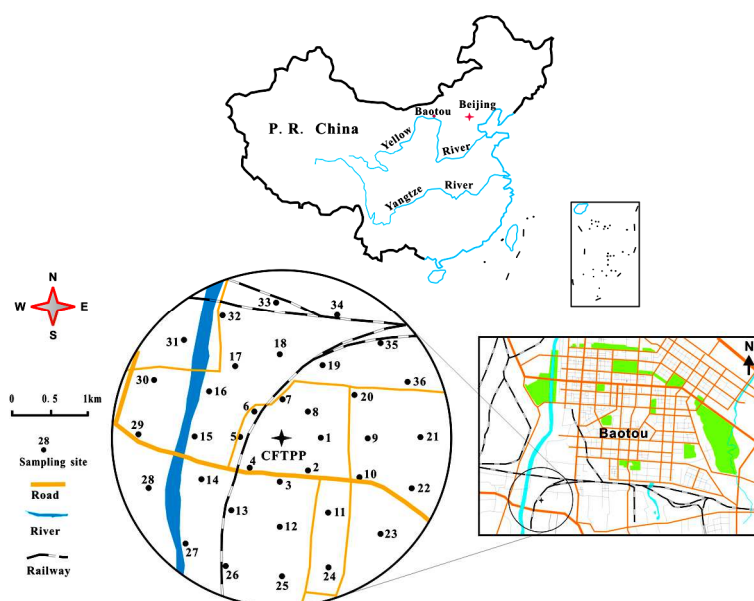 Baotou Beijing
P. R. China
Yellow River
Yangtze River
N
W E
S
0 0.5 1km
28
Sampling site
Road
River
Railway
33
34
32
31
18
35
17
19
30
36
16
20
7
6
8
29
15
5
1
9
21
CFTPP
4
2
10
28
14
3
22
13
11
12
23
27
26
25
24
N
Baotou